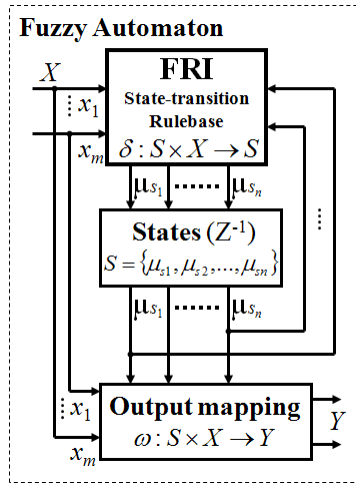 Fuzzy Automaton
X
FRI
State-transition
Rulebase
δ : S × X → S
x₁
xₘ
μs₁ ······ μsₙ
States (Z⁻¹)
S = {μs1, μs2, ..., μsn}
μs₁ ······ μsₙ
Output mapping
ω : S × X → Y
x₁
xₘ
Y